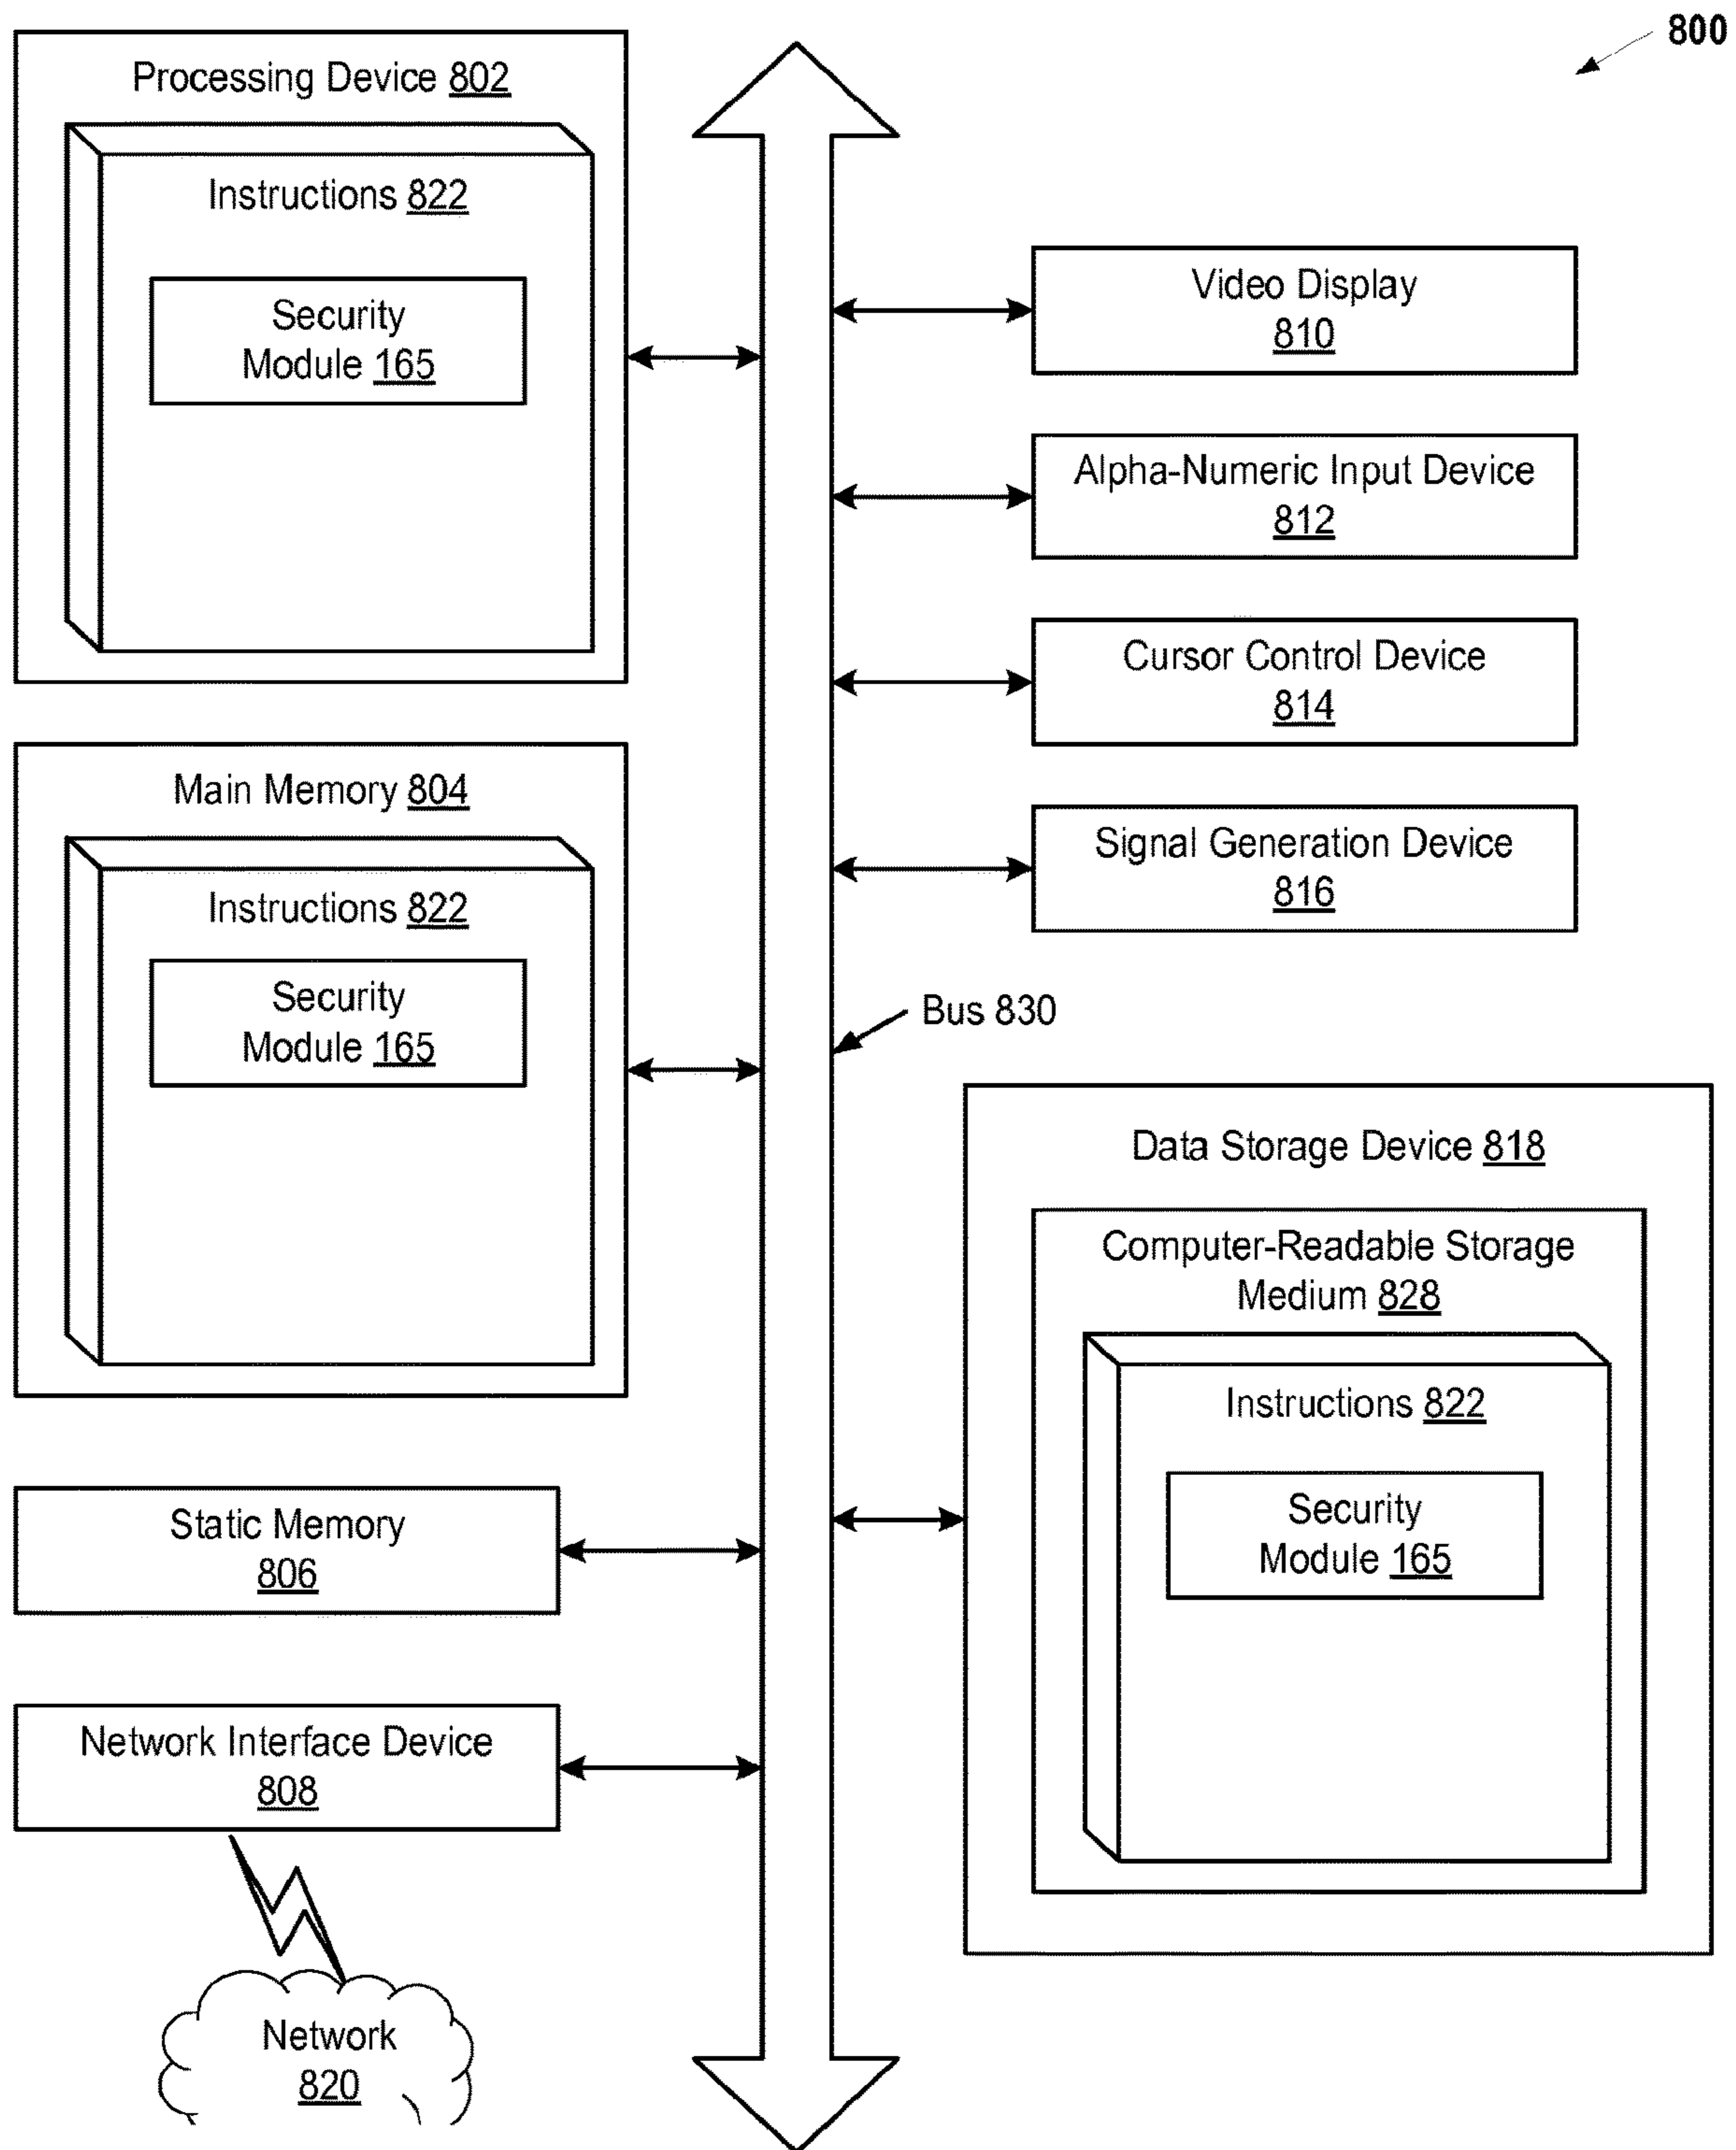 800
Processing Device 802
Instructions 822
Security
Module 165
Main Memory 804
Instructions 822
Security
Module 165
Static Memory
806
Network Interface Device
808
Network
820
Video Display
810
Alpha-Numeric Input Device
812
Cursor Control Device
814
Signal Generation Device
816
Bus 830
Data Storage Device 818
Computer-Readable Storage
Medium 828
Instructions 822
Security
Module 165